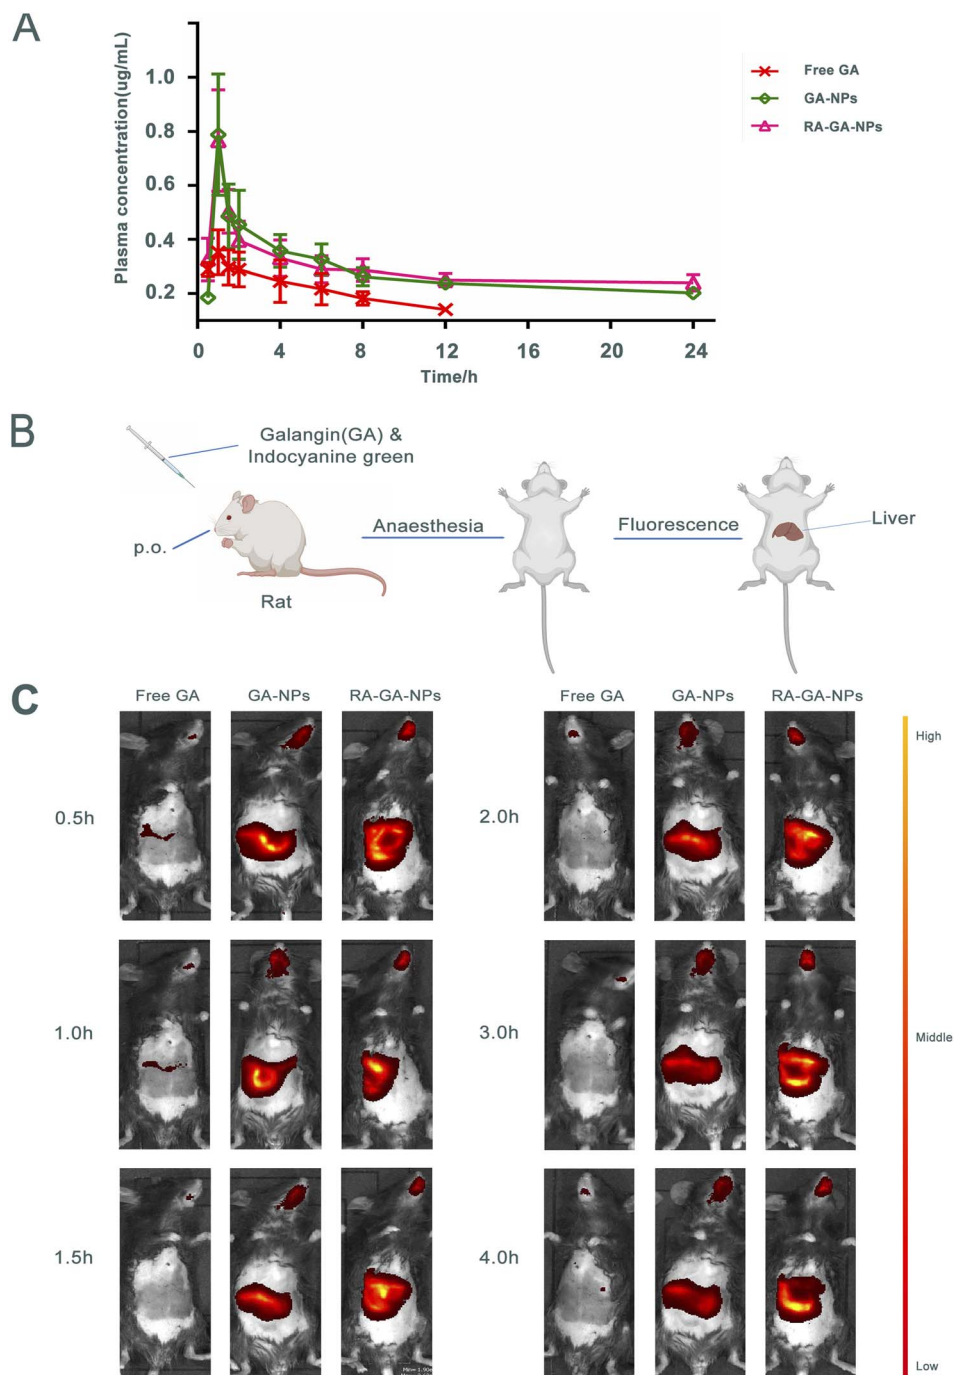 A
Plasma concentration(ug/mL)
1.0
0.8
0.6
0.4
0.2
0
4
8
12
16
20
24
Time/h
Free GA
GA-NPs
RA-GA-NPs
B
Galangin(GA) &
Indocyanine green
p.o.
Rat
Anaesthesia
Fluorescence
Liver
C
Free GA
GA-NPs
RA-GA-NPs
Free GA
GA-NPs
RA-GA-NPs
0.5h
2.0h
1.0h
3.0h
1.5h
4.0h
High
Middle
Low